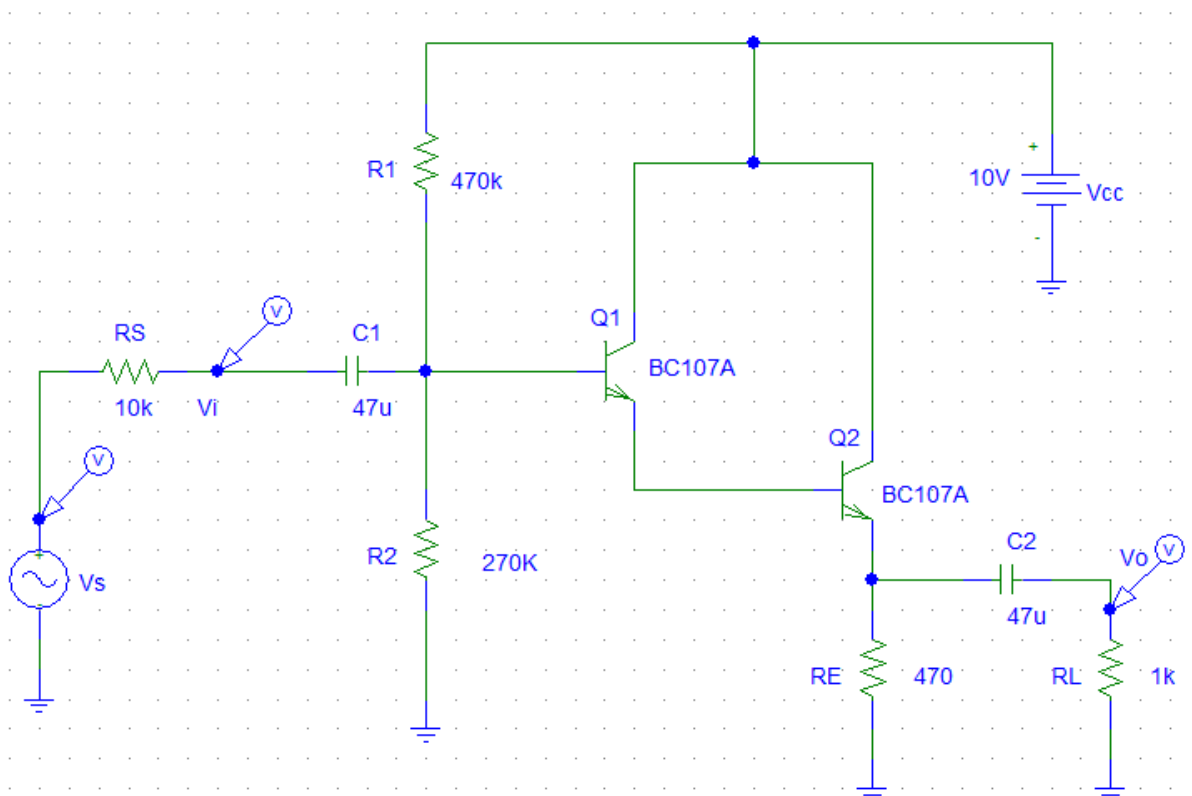 R1
470k
10V
+
Vcc
-
RS
10k
V
Vi
C1
47u
Q1
BC107A
Q2
BC107A
V
+
Vs
-
R2
270K
C2
47u
Vo
V
RE
470
RL
1k